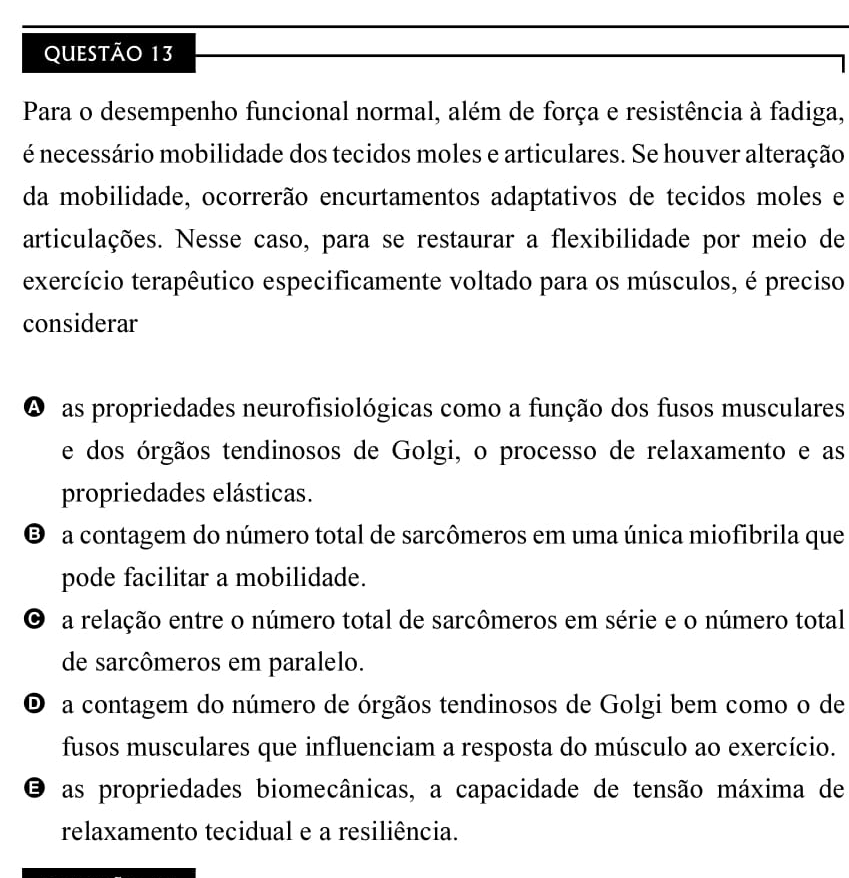 QUESTÃO 13
Para o desempenho funcional normal, além de força e resistência à fadiga,
é necessário mobilidade dos tecidos moles e articulares. Se houver alteração
da mobilidade, ocorrerão encurtamentos adaptativos de tecidos moles e
articulações. Nesse caso, para se restaurar a flexibilidade por meio de
exercício terapêutico especificamente voltado para os músculos, é preciso
considerar
A as propriedades neurofisiológicas como a função dos fusos musculares
e dos órgãos tendinosos de Golgi, o processo de relaxamento e as
propriedades elásticas.
B a contagem do número total de sarcômeros em uma única miofibrila que
pode facilitar a mobilidade.
C a relação entre o número total de sarcômeros em série e o número total
de sarcômeros em paralelo.
D a contagem do número de órgãos tendinosos de Golgi bem como o de
fusos musculares que influenciam a resposta do músculo ao exercício.
E as propriedades biomecânicas, a capacidade de tensão máxima de
relaxamento tecidual e a resiliência.